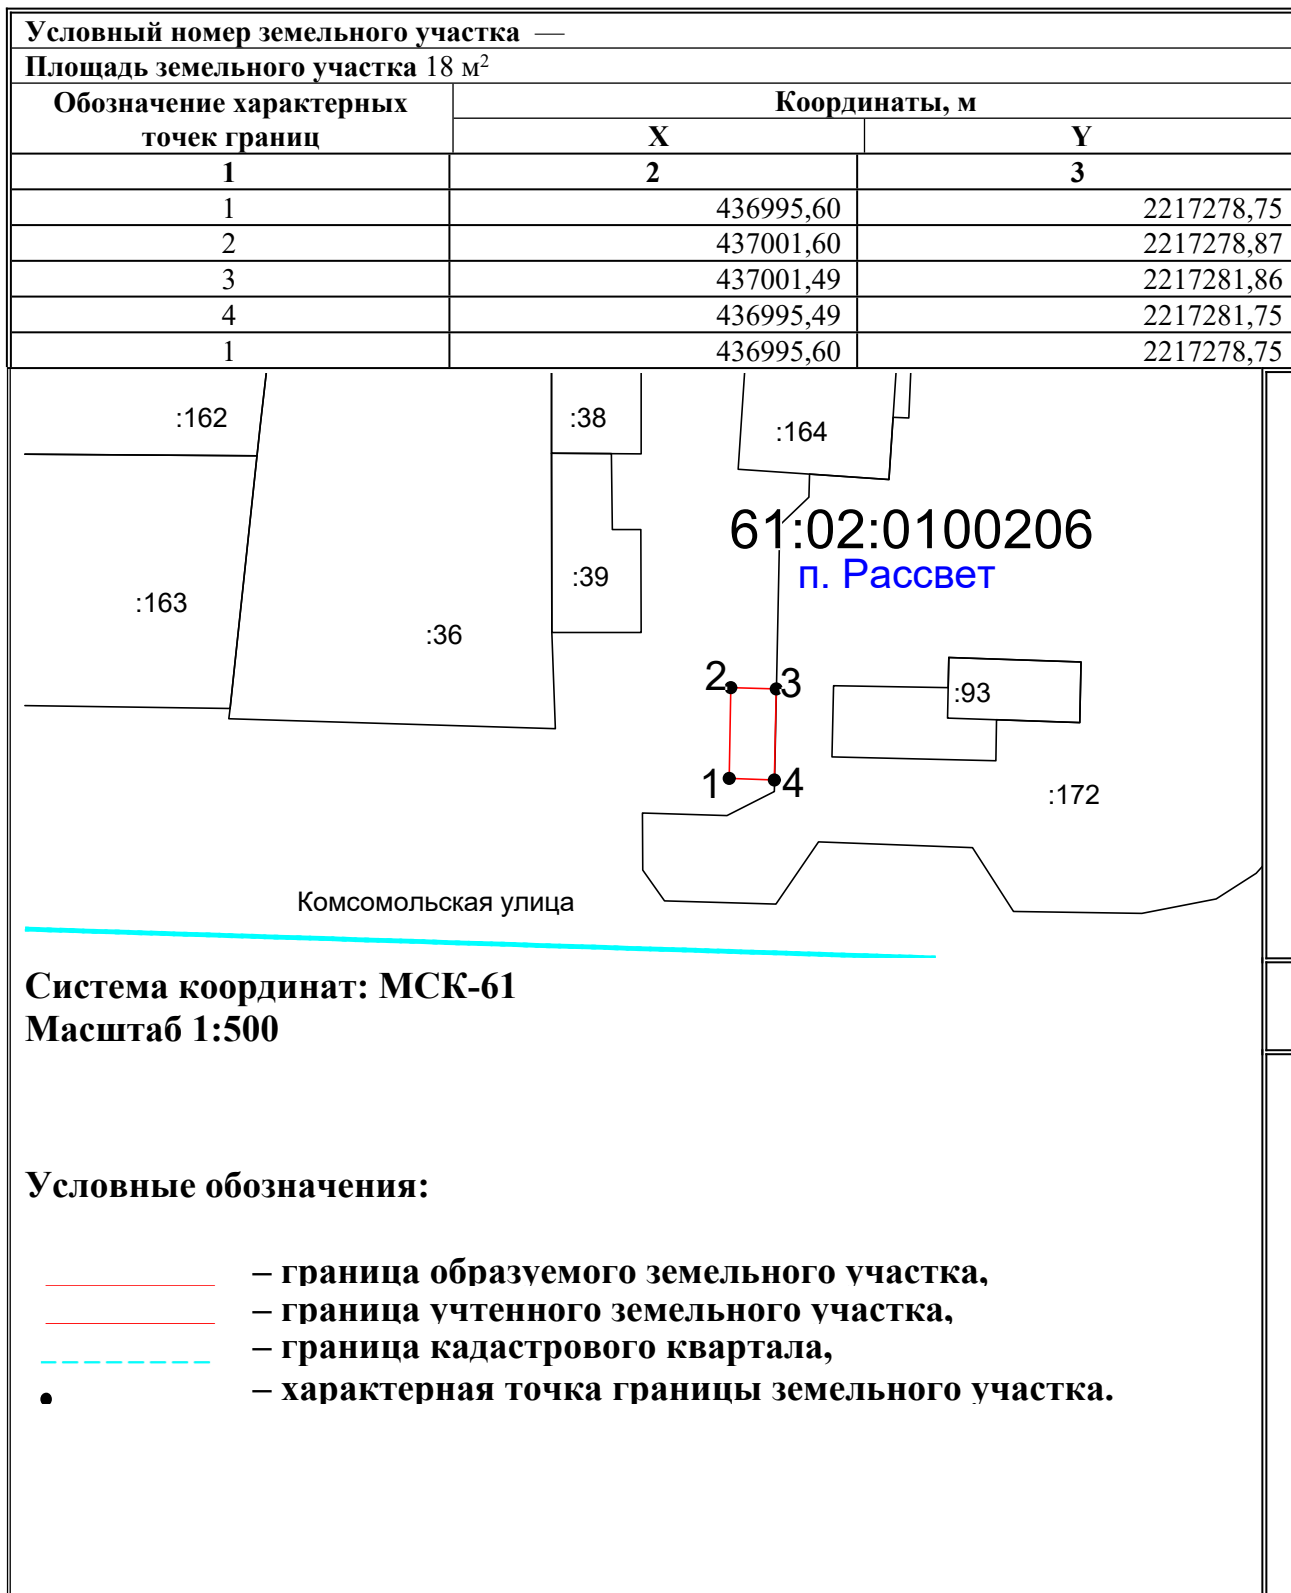 Условный номер земельного участка —
Площадь земельного участка 18 м²
Обозначение характерных точек границ
Координаты, м
X Y
1 2 3
1 436995,60 2217278,75
2 437001,60 2217278,87
3 437001,49 2217281,86
4 436995,49 2217281,75
1 436995,60 2217278,75
:162
:38
:164
61:02:0100206
п. Рассвет
:39
:163
:36
2
3
:93
1
4
:172
Комсомольская улица
Система координат: МСК-61
Масштаб 1:500
Условные обозначения:
– граница образуемого земельного участка,
– граница учтенного земельного участка,
– граница кадастрового квартала,
– характерная точка границы земельного участка.